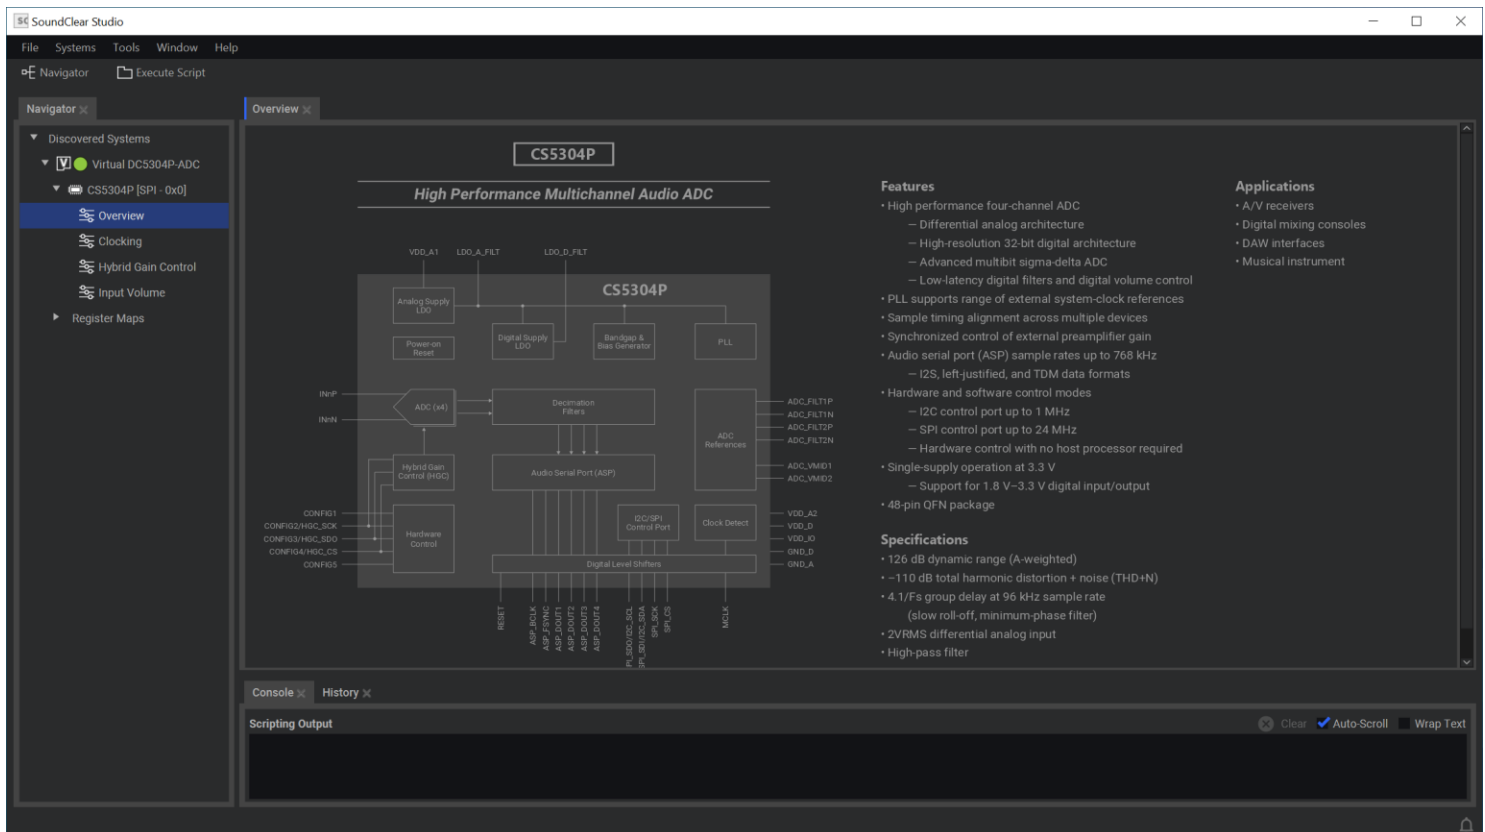 SC SoundClear Studio
File Systems Tools Window Help
Navigator Execute Script
Navigator
Overview
Discovered Systems
Virtual DC5304P-ADC
CS5304P [SPI - 0x0]
Overview
Clocking
Hybrid Gain Control
Input Volume
Register Maps
CS5304P
High Performance Multichannel Audio ADC
VDD_A1 LDO_A_FILT LDO_D_FILT
CS5304P
Analog Supply
LDO
Power-on
Reset
Digital Supply
LDO
Bandgap &
Bias Generator
PLL
INnP
INnN
ADC (x4)
Decimation
Filters
ADC
References
ADC_FILT1P
ADC_FILT1N
ADC_FILT2P
ADC_FILT2N
ADC_VMID1
ADC_VMID2
Hybrid Gain
Control (HGC)
Audio Serial Port (ASP)
CONFIG1
CONFIG2/HGC_SCK
CONFIG3/HGC_SDO
CONFIG4/HGC_CS
CONFIG5
Hardware
Control
I2C/SPI
Control Port
Clock Detect
VDD_A2
VDD_D
VDD_IO
GND_D
GND_A
Digital Level Shifters
RESET
ASP_BCLK
ASP_FSYNC
ASP_DOUT1
ASP_DOUT2
ASP_DOUT3
ASP_DOUT4
PI_SDO/I2C_SCL
SPI_SDI/I2C_SDA
SPI_SCK
SPI_CS
MCLK
Features
• High performance four-channel ADC
— Differential analog architecture
— High-resolution 32-bit digital architecture
— Advanced multibit sigma-delta ADC
— Low-latency digital filters and digital volume control
• PLL supports range of external system-clock references
• Sample timing alignment across multiple devices
• Synchronized control of external preamplifier gain
• Audio serial port (ASP) sample rates up to 768 kHz
— I2S, left-justified, and TDM data formats
• Hardware and software control modes
— I2C control port up to 1 MHz
— SPI control port up to 24 MHz
— Hardware control with no host processor required
• Single-supply operation at 3.3 V
— Support for 1.8 V–3.3 V digital input/output
• 48-pin QFN package
Specifications
• 126 dB dynamic range (A-weighted)
• –110 dB total harmonic distortion + noise (THD+N)
• 4.1/Fs group delay at 96 kHz sample rate
(slow roll-off, minimum-phase filter)
• 2VRMS differential analog input
• High-pass filter
Applications
• A/V receivers
• Digital mixing consoles
• DAW interfaces
• Musical instrument
Console History
Scripting Output
Clear Auto-Scroll Wrap Text